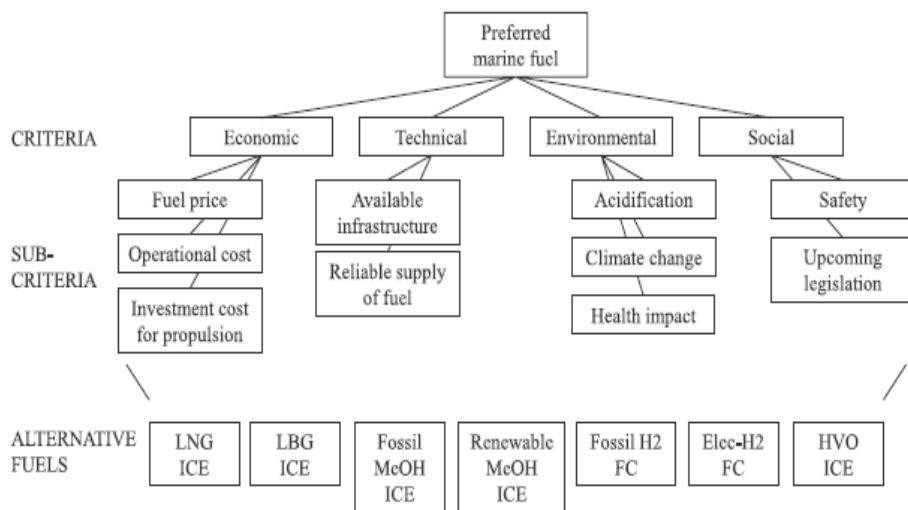 Preferred
marine fuel
CRITERIA
Economic
Technical
Environmental
Social
Fuel price
Available
infrastructure
Acidification
Safety
SUB-
CRITERIA
Operational cost
Reliable supply
of fuel
Climate change
Upcoming
legislation
Investment cost
for propulsion
Health impact
ALTERNATIVE
FUELS
LNG
ICE
LBG
ICE
Fossil
MeOH
ICE
Renewable
MeOH
ICE
Fossil H2
FC
Elec-H2
FC
HVO
ICE